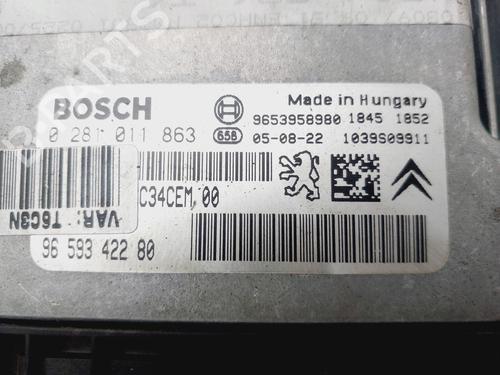 BOSCH
Made in Hungary
9653958980 1845 1852
0 281 011 863
658
05-08-22 1039S09911
C34CEM.00
VAR: T6C3N
96 593 422 80